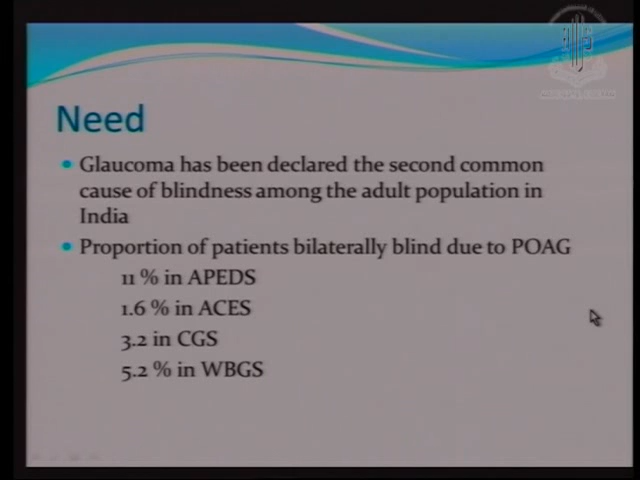 Need
Glaucoma has been declared the second common
cause of blindness among the adult population in
India
Proportion of patients bilaterally blind due to POAG
11 % in APEDS
1.6 % in ACES
3.2 in CGS
5.2 % in WBGS